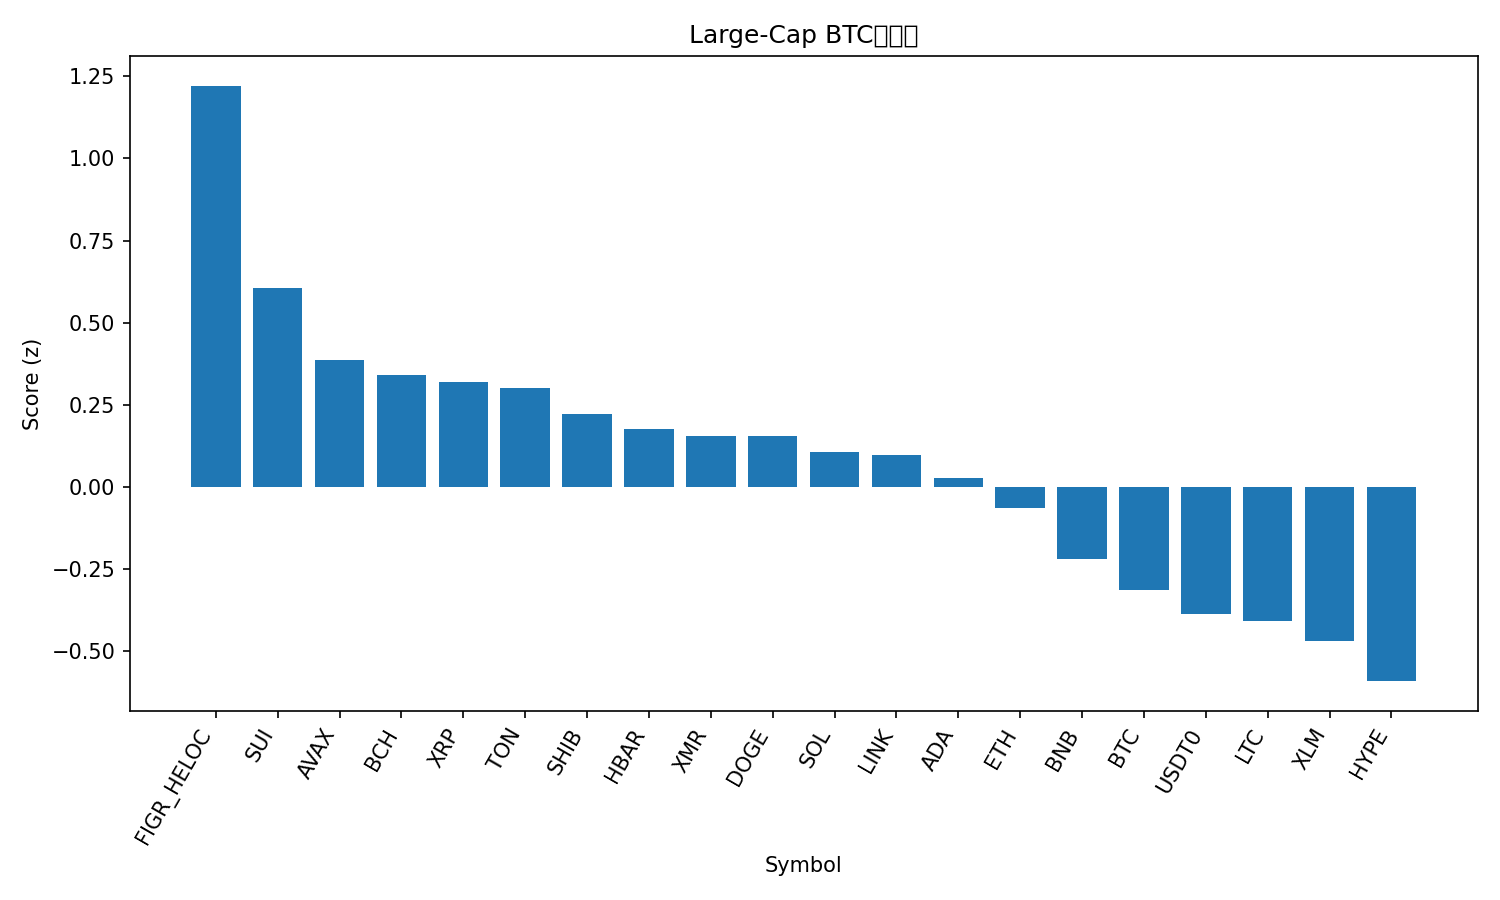 Large-Cap BTC
1.25
1.00
0.75
0.50
0.25
0.00
−0.25
−0.50
Score (z)
FIGR_HELOC
SUI
AVAX
BCH
XRP
TON
SHIB
HBAR
XMR
DOGE
SOL
LINK
ADA
ETH
BNB
BTC
USDT0
LTC
XLM
HYPE
Symbol